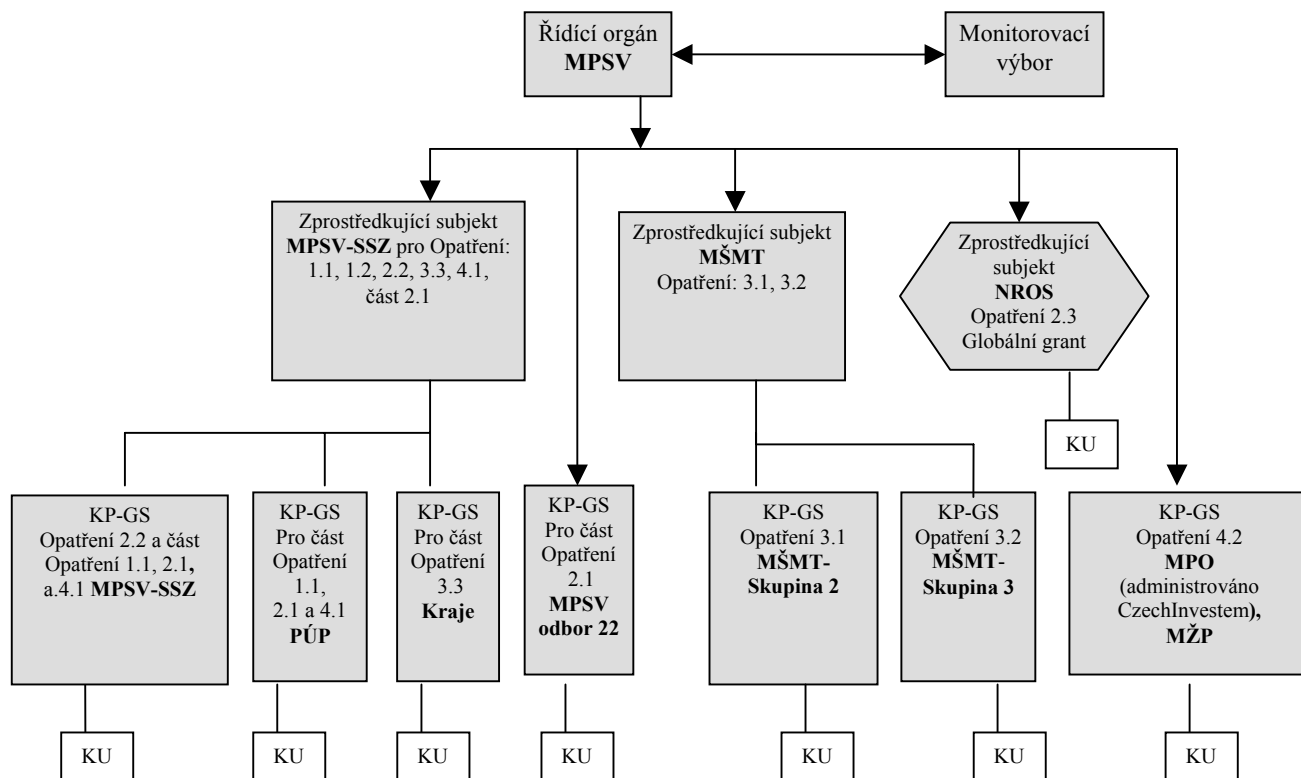 Řídící orgán
MPSV
Monitorovací
výbor
Zprostředkující subjekt
MPSV-SSZ pro Opatření:
1.1, 1.2, 2.2, 3.3, 4.1,
část 2.1
Zprostředkující subjekt
MŠMT
Opatření: 3.1, 3.2
Zprostředkující
subjekt
NROS
Opatření 2.3
Globální grant
KU
KP-GS
Opatření 2.2 a část
Opatření 1.1, 2.1,
a.4.1 MPSV-SSZ
KP-GS
Pro část
Opatření
1.1,
2.1 a 4.1
PÚP
KP-GS
Pro část
Opatření
3.3
Kraje
KP-GS
Pro část
Opatření
2.1
MPSV
odbor 22
KP-GS
Opatření 3.1
MŠMT-
Skupina 2
KP-GS
Opatření 3.2
MŠMT-
Skupina 3
KP-GS
Opatření 4.2
MPO
(administrováno
CzechInvestem),
MŽP
KU
KU
KU
KU
KU
KU
KU